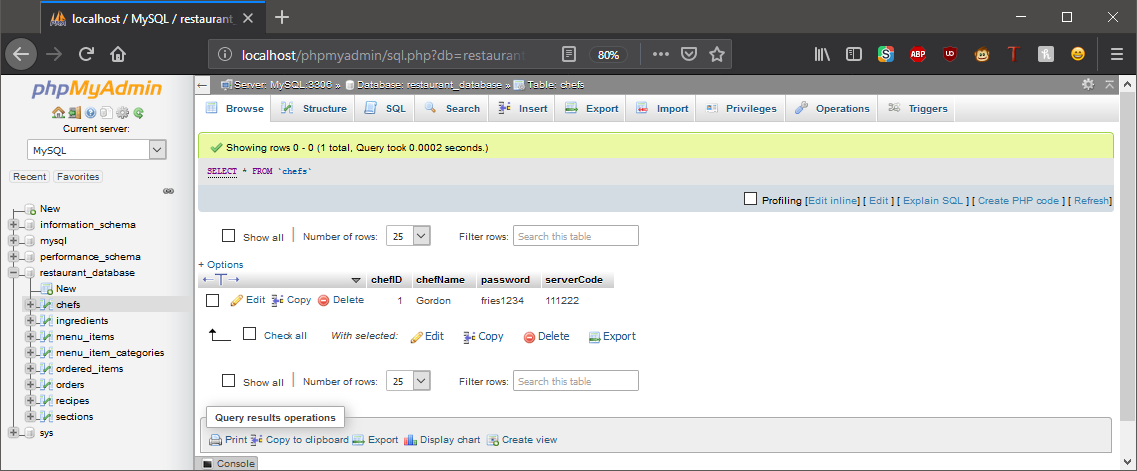 localhost / MySQL / restaurant_
localhost/phpmyadmin/sql.php?db=restaurant
80%
ABP
UD
phpMyAdmin
Current server:
MySQL
Recent Favorites
New
information_schema
mysql
performance_schema
restaurant_database
New
chefs
ingredients
menu_items
menu_item_categories
ordered_items
orders
recipes
sections
sys
Server: MySQL:3306 » Database: restaurant_database » Table: chefs
Browse Structure SQL Search Insert Export Import Privileges Operations Triggers
Showing rows 0 - 0 (1 total, Query took 0.0002 seconds.)
SELECT * FROM `chefs`
Profiling [Edit inline] [ Edit ] [ Explain SQL ] [ Create PHP code ] [ Refresh]
Show all Number of rows: 25 Filter rows: Search this table
+ Options
chefID chefName password serverCode
Edit Copy Delete 1 Gordon fries1234 111222
Check all With selected: Edit Copy Delete Export
Show all Number of rows: 25 Filter rows: Search this table
Query results operations
Print Copy to clipboard Export Display chart Create view
Console